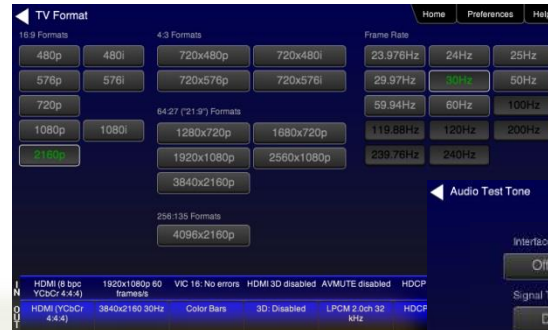 TV Format
Home Preferences Help
16:9 Formats 4:3 Formats Frame Rate
480p 480i 720x480p 720x480i 23.976Hz 24Hz 25Hz
576p 576i 720x576p 720x576i 29.97Hz 30Hz 50Hz
720p 59.94Hz 60Hz 100Hz
64:27 ("21:9") Formats
1080p 1080i 1280x720p 1680x720p 119.88Hz 120Hz 200Hz
2160p 1920x1080p 2560x1080p 239.76Hz 240Hz
3840x2160p
Audio Test Tone
256:135 Formats
4096x2160p
Interfac
Off
Signal
IN HDMI (8 bpc YCbCr 4:4:4) 1920x1080p 60 frames/s VIC 16: No errors HDMI 3D disabled AVMUTE disabled HDCP
OUT HDMI (YCbCr 4:4:4) 3840x2160 30Hz Color Bars 3D: Disabled LPCM 2.0ch 32 kHz HDCP